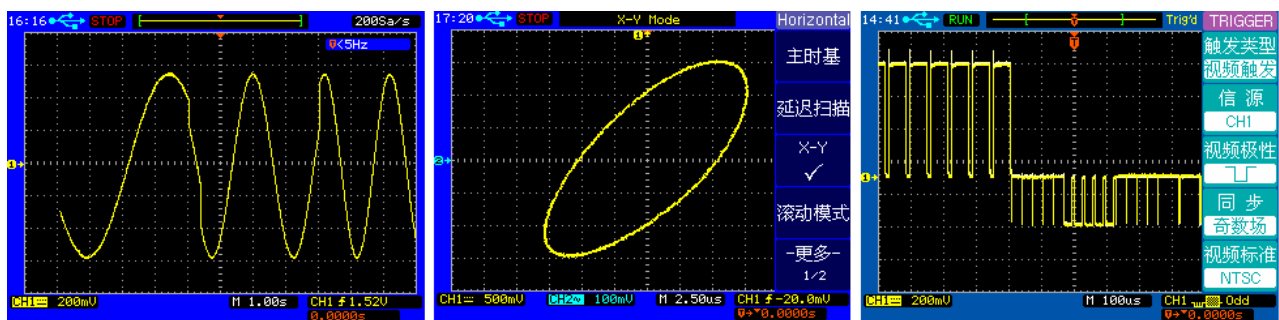 16:16 STOP 200Sa/s
<5Hz
CH1 200mV M 1.00s CH1 1.52V
0.0000s
17:20 STOP X-Y Mode Horizontal
主时基
延迟扫描
X-Y
✓
滚动模式
-更多-
1/2
CH1 500mV CH2 100mV M 2.50us CH1 -20.0mV
0.0000s
14:41 RUN Trig'd TRIGGER
触发类型
视频触发
信 源
CH1
视频极性
同 步
奇数场
视频标准
NTSC
CH1 200mV M 100us CH1 Odd
0.0000s